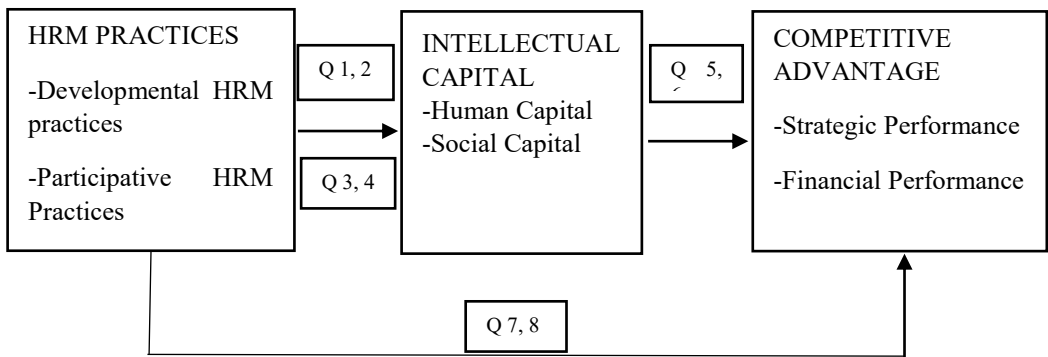 HRM PRACTICES
-Developmental HRM
practices
-Participative HRM
Practices
Q 1, 2
Q 3, 4
INTELLECTUAL
CAPITAL
-Human Capital
-Social Capital
Q 5,
COMPETITIVE
ADVANTAGE
-Strategic Performance
-Financial Performance
Q 7, 8